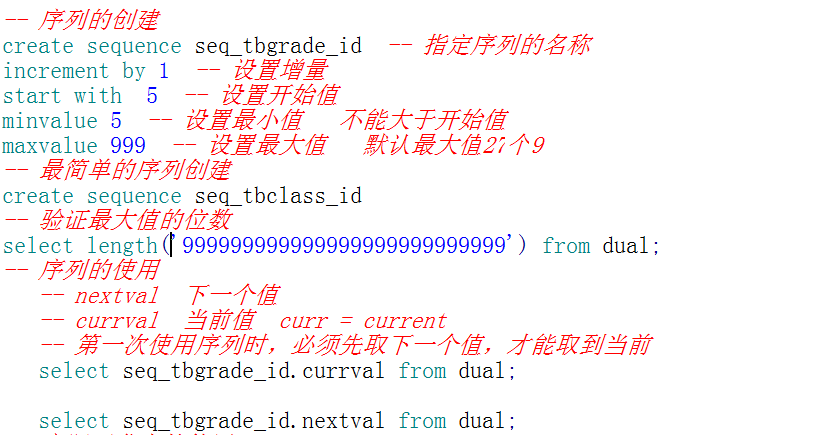 -- 序列的创建
create sequence seq_tbgrade_id -- 指定序列的名称
increment by 1 -- 设置增量
start with 5 -- 设置开始值
minvalue 5 -- 设置最小值 不能大于开始值
maxvalue 999 -- 设置最大值 默认最大值27个9
-- 最简单的序列创建
create sequence seq_tbclass_id
-- 验证最大值的位数
select length('999999999999999999999999999') from dual;
-- 序列的使用
-- nextval 下一个值
-- currval 当前值 curr = current
-- 第一次使用序列时，必须先取下一个值，才能取到当前
select seq_tbgrade_id.currval from dual;
select seq_tbgrade_id.nextval from dual;